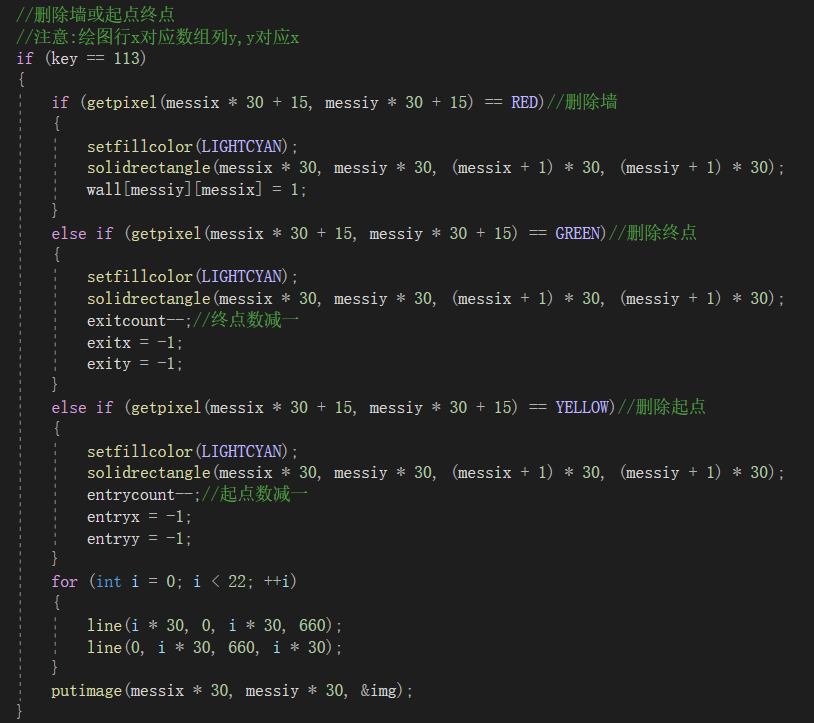 //删除墙或起点终点
//注意:绘图行x对应数组列y,y对应x
if (key == 113)
{
if (getpixel(messix * 30 + 15, messiy * 30 + 15) == RED)//删除墙
{
setfillcolor(LIGHTCYAN);
solidrectangle(messix * 30, messiy * 30, (messix + 1) * 30, (messiy + 1) * 30);
wall[messiy][messix] = 1;
}
else if (getpixel(messix * 30 + 15, messiy * 30 + 15) == GREEN)//删除终点
{
setfillcolor(LIGHTCYAN);
solidrectangle(messix * 30, messiy * 30, (messix + 1) * 30, (messiy + 1) * 30);
exitcount--;//终点数减一
exitx = -1;
exity = -1;
}
else if (getpixel(messix * 30 + 15, messiy * 30 + 15) == YELLOW)//删除起点
{
setfillcolor(LIGHTCYAN);
solidrectangle(messix * 30, messiy * 30, (messix + 1) * 30, (messiy + 1) * 30);
entrycount--;//起点数减一
entryx = -1;
entryy = -1;
}
for (int i = 0; i < 22; ++i)
{
line(i * 30, 0, i * 30, 660);
line(0, i * 30, 660, i * 30);
}
putimage(messix * 30, messiy * 30, &img);
}